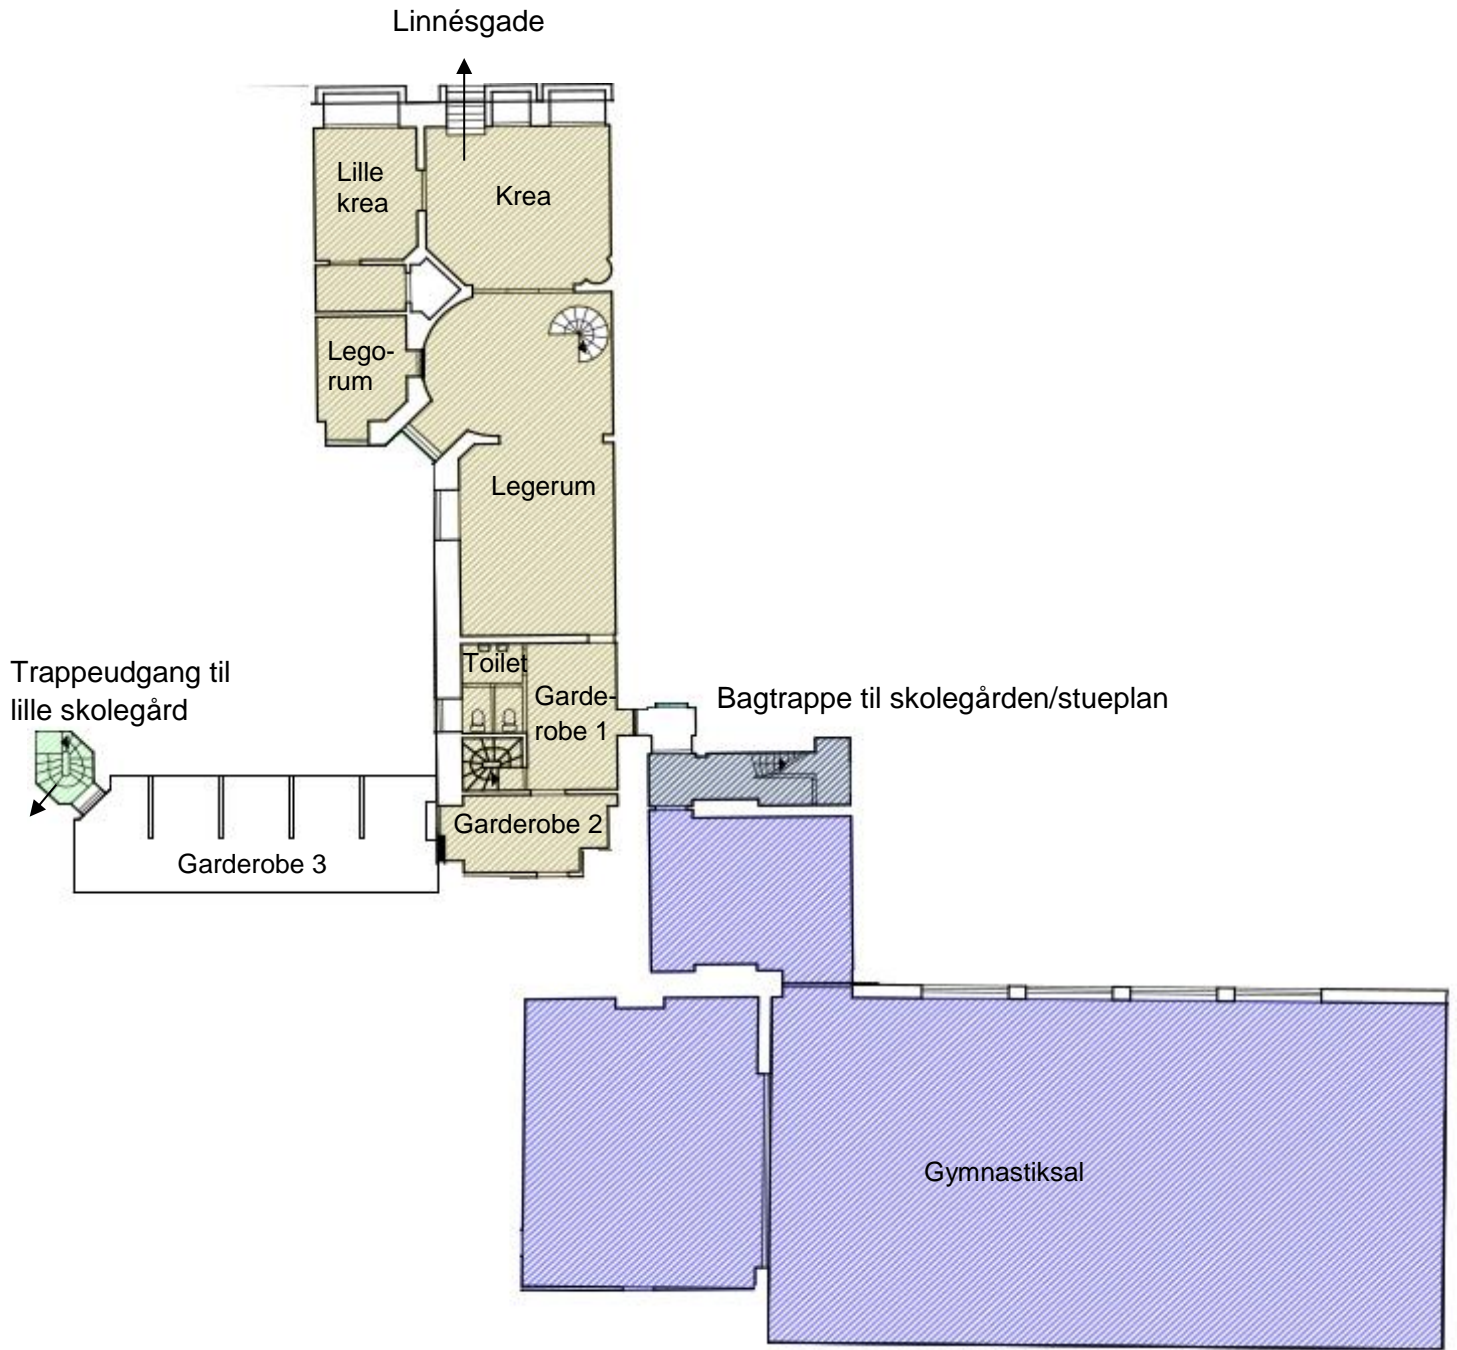 Linnésgade
Lille
krea
Krea
Lego-
rum
Legerum
Trappeudgang til
lille skolegård
Toilet
Garde-
robe 1
Bagtrappe til skolegården/stueplan
Garderobe 2
Garderobe 3
Gymnastiksal